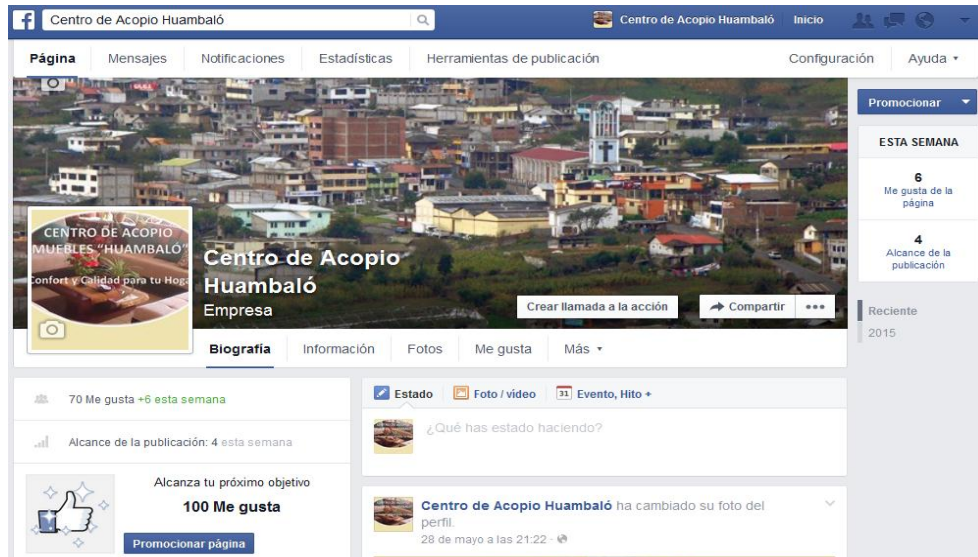 Centro de Acopio Huambaló
Centro de Acopio Huambaló Inicio
Página Mensajes Notificaciones Estadísticas Herramientas de publicación Configuración Ayuda
Promocionar
ESTA SEMANA
6
Me gusta de la
página
4
Alcance de la
publicación
Reciente
2015
CENTRO DE ACOPIO
MUEBLES "HUAMBALÓ"
Confort y Calidad para tu Hoga
Centro de Acopio
Huambaló
Empresa
Crear llamada a la acción Compartir
Biografía Información Fotos Me gusta Más
70 Me gusta +6 esta semana
Alcance de la publicación: 4 esta semana
Alcanza tu próximo objetivo
100 Me gusta
Promocionar página
Estado Foto / vídeo 31 Evento, Hito +
¿Qué has estado haciendo?
Centro de Acopio Huambaló ha cambiado su foto del
perfil.
28 de mayo a las 21:22 ·